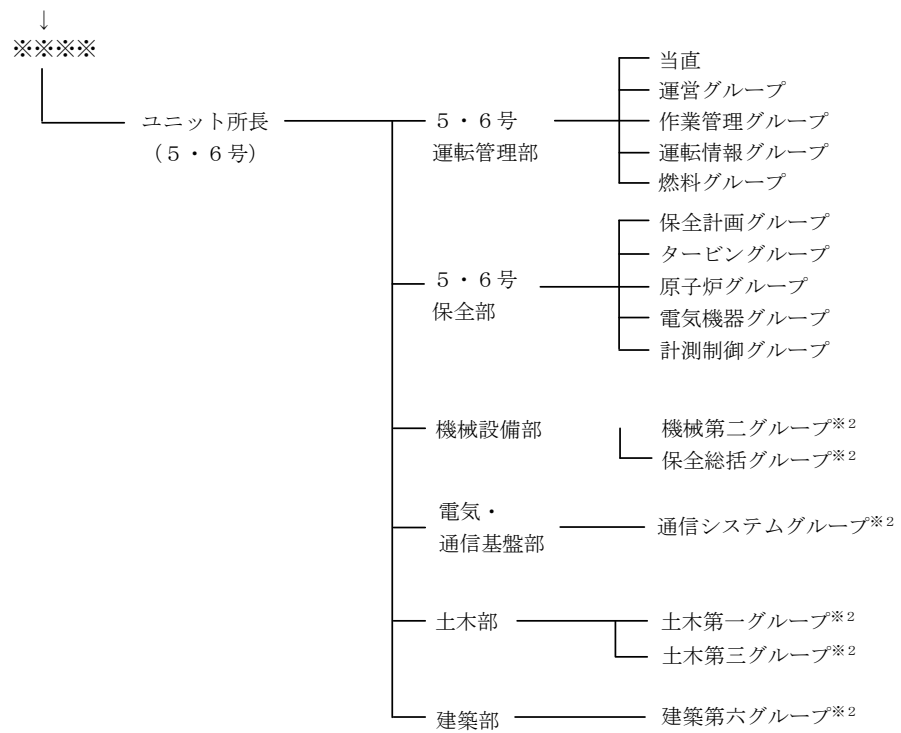 ↓
※※※※
ユニット所長
（５・６号）
５・６号
運転管理部
当直
運営グループ
作業管理グループ
運転情報グループ
燃料グループ
５・６号
保全部
保全計画グループ
タービングループ
原子炉グループ
電気機器グループ
計測制御グループ
機械設備部
機械第二グループ※２
保全総括グループ※２
電気・
通信基盤部
通信システムグループ※２
土木部
土木第一グループ※２
土木第三グループ※２
建築部
建築第六グループ※２